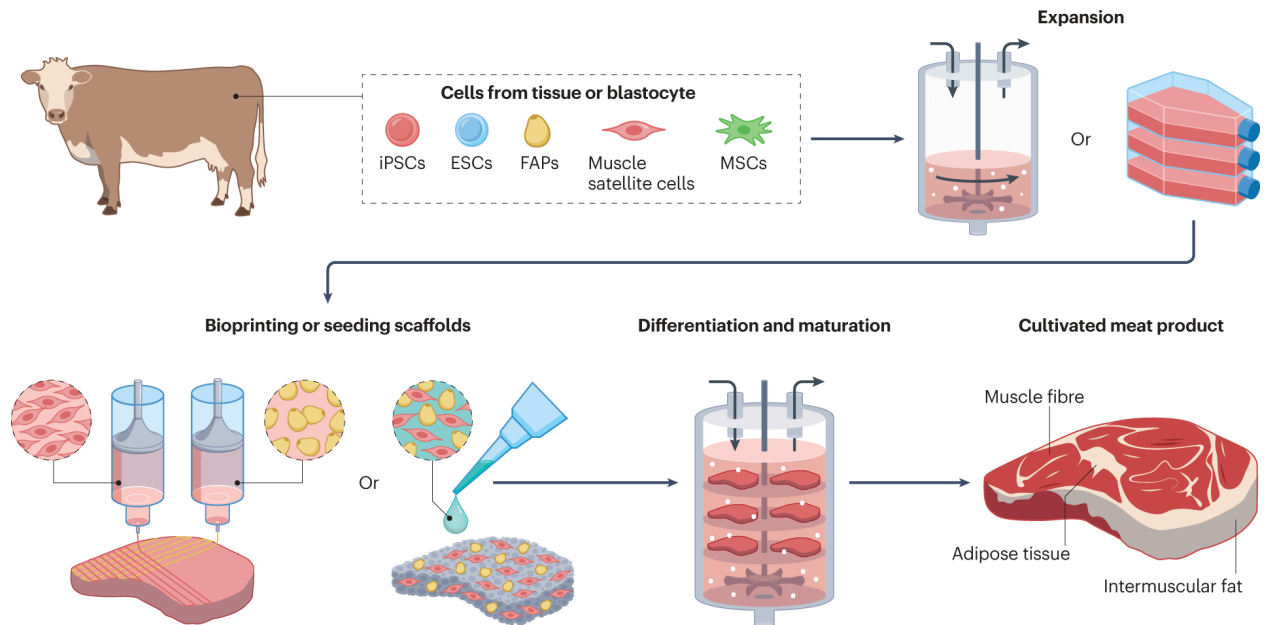 Expansion
Cells from tissue or blastocyte
iPSCs
ESCs
FAPs
Muscle
satellite cells
MSCs
Or
Bioprinting or seeding scaffolds
Differentiation and maturation
Cultivated meat product
Or
Muscle fibre
Adipose tissue
Intermuscular fat